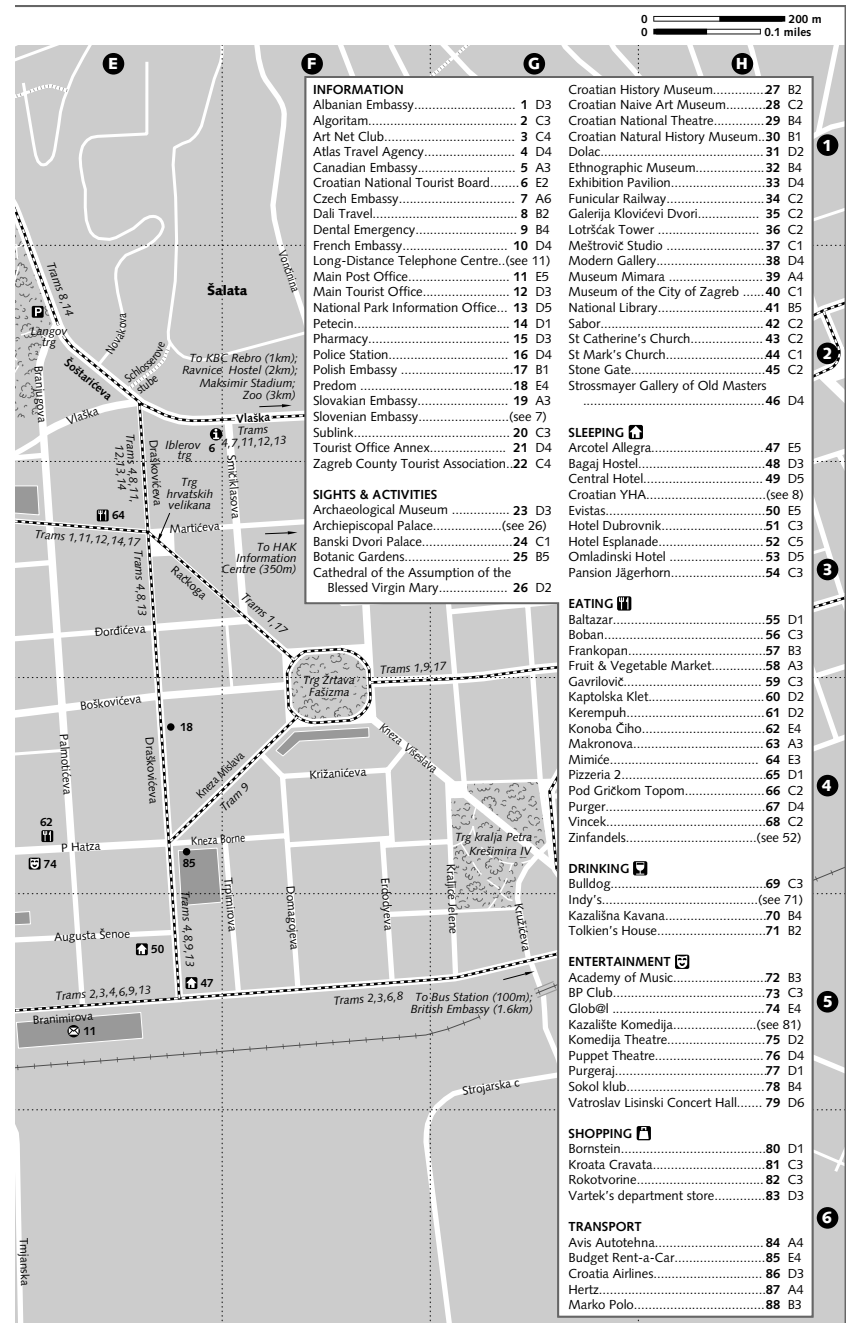 0 200 m
0 0.1 miles
E F G H
1
2
3
4
5
6
INFORMATION
Albanian Embassy 1 D3
Algoritam 2 C3
Art Net Club 3 C4
Atlas Travel Agency 4 D4
Canadian Embassy 5 A3
Croatian National Tourist Board 6 E2
Czech Embassy 7 A6
Dali Travel 8 B2
Dental Emergency 9 B4
French Embassy 10 D4
Long-Distance Telephone Centre..(see 11)
Main Post Office 11 E5
Main Tourist Office 12 D3
National Park Information Office 13 D5
Petecin 14 D1
Pharmacy 15 D3
Police Station 16 D4
Polish Embassy 17 B1
Predom 18 E4
Slovakian Embassy 19 A3
Slovenian Embassy (see 7)
Sublink 20 C3
Tourist Office Annex 21 D4
Zagreb County Tourist Association 22 C4
SIGHTS & ACTIVITIES
Archaeological Museum 23 D3
Archiepiscopal Palace (see 26)
Banski Dvori Palace 24 C1
Botanic Gardens 25 B5
Cathedral of the Assumption of the
Blessed Virgin Mary 26 D2
Croatian History Museum 27 B2
Croatian Naive Art Museum 28 C2
Croatian National Theatre 29 B4
Croatian Natural History Museum 30 B1
Dolac 31 D2
Ethnographic Museum 32 B4
Exhibition Pavilion 33 D4
Funicular Railway 34 C2
Galerija Klovićevi Dvori 35 C2
Lotrščak Tower 36 C2
Meštrovič Studio 37 C1
Modern Gallery 38 D4
Museum Mimara 39 A4
Museum of the City of Zagreb 40 C1
National Library 41 B5
Sabor 42 C2
St Catherine's Church 43 C2
St Mark's Church 44 C1
Stone Gate 45 C2
Strossmayer Gallery of Old Masters
46 D4
SLEEPING
Arcotel Allegra 47 E5
Bagaj Hostel 48 D3
Central Hotel 49 D5
Croatian YHA (see 8)
Evistas 50 E5
Hotel Dubrovnik 51 C3
Hotel Esplanade 52 C5
Omladinski Hotel 53 D5
Pansion Jägerhorn 54 C3
EATING
Baltazar 55 D1
Boban 56 C3
Frankopan 57 B3
Fruit & Vegetable Market 58 A3
Gavrilovič 59 C3
Kaptolska Klet 60 D2
Kerempuh 61 D2
Konoba Čiho 62 E4
Makronova 63 A3
Mimiće 64 E3
Pizzeria 2 65 D1
Pod Gričkom Topom 66 C2
Purger 67 D4
Vincek 68 C2
Zinfandels (see 52)
DRINKING
Bulldog 69 C3
Indy's (see 71)
Kazališna Kavana 70 B4
Tolkien's House 71 B2
ENTERTAINMENT
Academy of Music 72 B3
BP Club 73 C3
Glob@l 74 E4
Kazalište Komedija (see 81)
Komedija Theatre 75 D2
Puppet Theatre 76 D4
Purgeraj 77 D1
Sokol klub 78 B4
Vatroslav Lisinski Concert Hall 79 D6
SHOPPING
Bornstein 80 D1
Kroata Cravata 81 C3
Rokotvorine 82 C3
Vartek's department store 83 D3
TRANSPORT
Avis Autotehna 84 A4
Budget Rent-a-Car 85 E4
Croatia Airlines 86 D3
Hertz 87 A4
Marko Polo 88 B3
Vončinina
Trams 8,14
Šalata
P
Langov
trg
Novakova
Schlosserove
stube
To KBC Rebro (1km);
Ravnice Hostel (2km);
Maksimir Stadium;
Zoo (3km)
Šoštarićeva
Branjugova
Vlaška
Vlaška
Trams
4,7,11,12,13
6
Iblerov
trg
Trams 4,8,11,
12,13,14
Draškovićeva
Smičiklasova
Trg
hrvatskih
velikana
64
Martićeva
Trams 1,11,12,14,17
To HAK
Information
Centre (350m)
Trams 4,8,13
Račkoga
Trams 1,17
Đorđićeva
Trams 1,9,17
Trg Žrtava
Fašizma
Boškovićeva
18
Palmotićeva
Draškovićeva
Kneza Mislava
Tram 9
Kneza Višeslava
Križanićeva
62
P Hatza
Kneza Borne
74
85
Trg kralja Petra
Krešimira IV
Trpimirova
Domagojeva
Erdodyeva
Kraljice Jelene
Kružićeva
Trams 4,8,9,13
Augusta Šenoe
50
47
Trams 2,3,4,6,9,13
Trams 2,3,6,8
To Bus Station (100m);
British Embassy (1.6km)
Branimirova
11
Strojarska c
Trnjanska